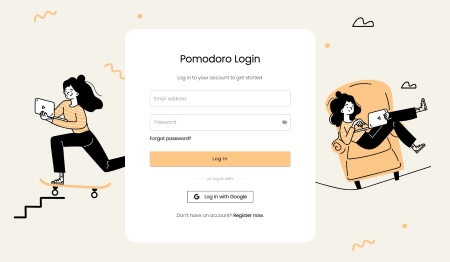 Pomodoro Login
Log in to your account to get started.
Email address
Password
Forgot password?
Log In
or log in with
Log in with Google
Don't have an account? Register now.